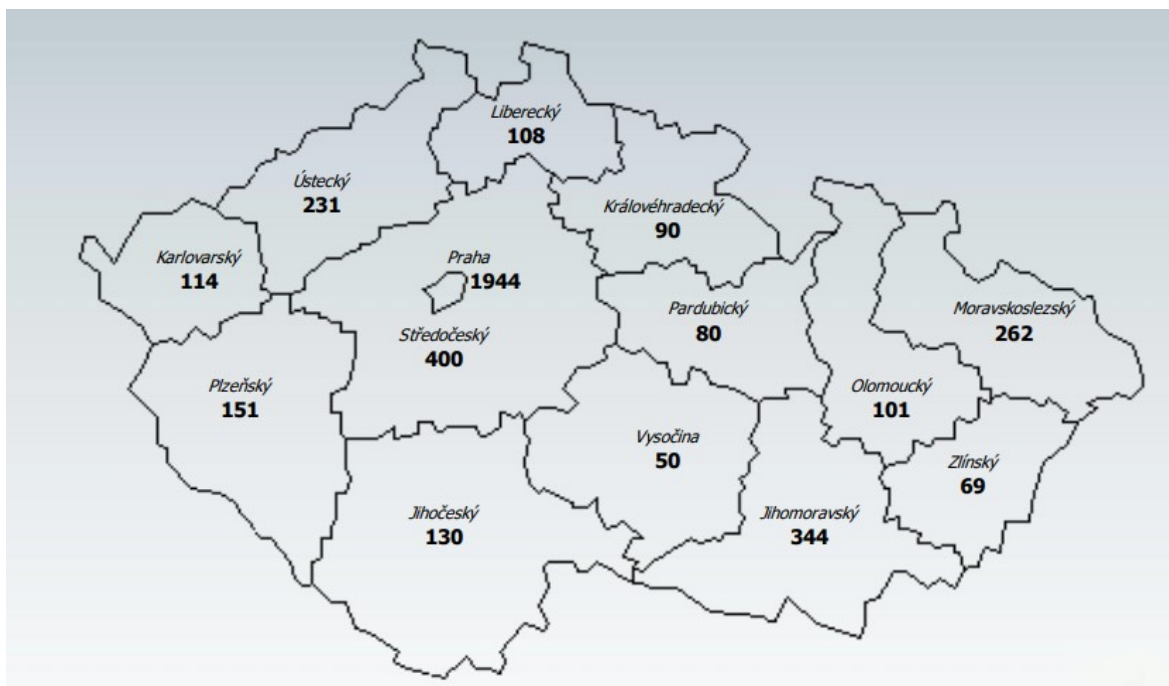 Liberecký
108
Ústecký
231
Královéhradecký
90
Karlovarský
114
Praha
1944
Pardubický
80
Moravskoslezský
262
Středočeský
400
Plzeňský
151
Olomoucký
101
Vysočina
50
Zlínský
69
Jihočeský
130
Jihomoravský
344